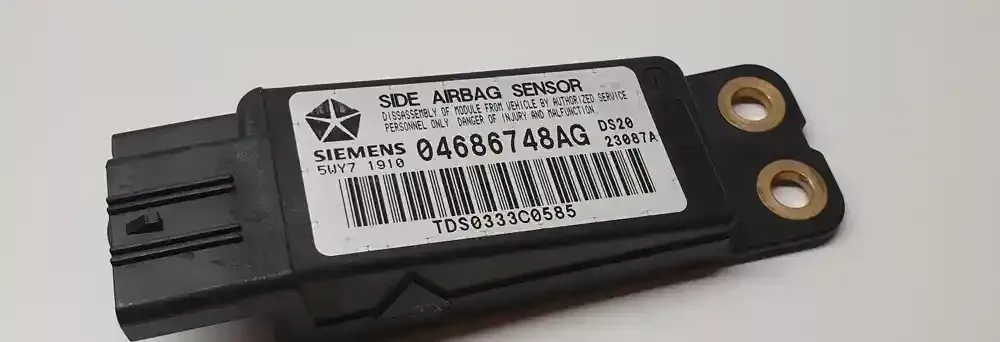 SIDE AIRBAG SENSOR
DISASSEMBLY OF MODULE FROM VEHICLE BY AUTHORIZED SERVICE
PERSONNEL ONLY DANGER OF INJURY AND MALFUNCTION.
SIEMENS 04686748AG DS20
5WY7 1910 23087A
TDS0333C0585